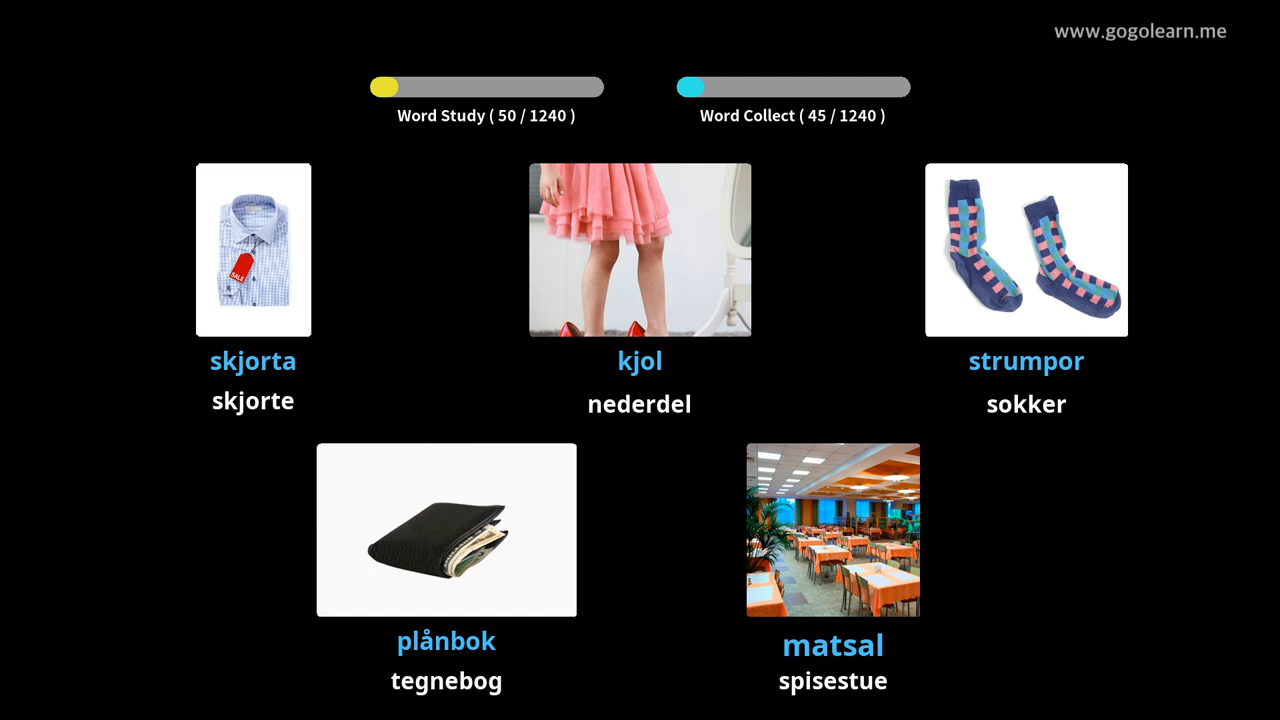 www.gogolearn.me
Word Study ( 50 / 1240 )
Word Collect ( 45 / 1240 )
SALE
skjorta
skjorte
kjol
nederdel
strumpor
sokker
plånbok
tegnebog
matsal
spisestue